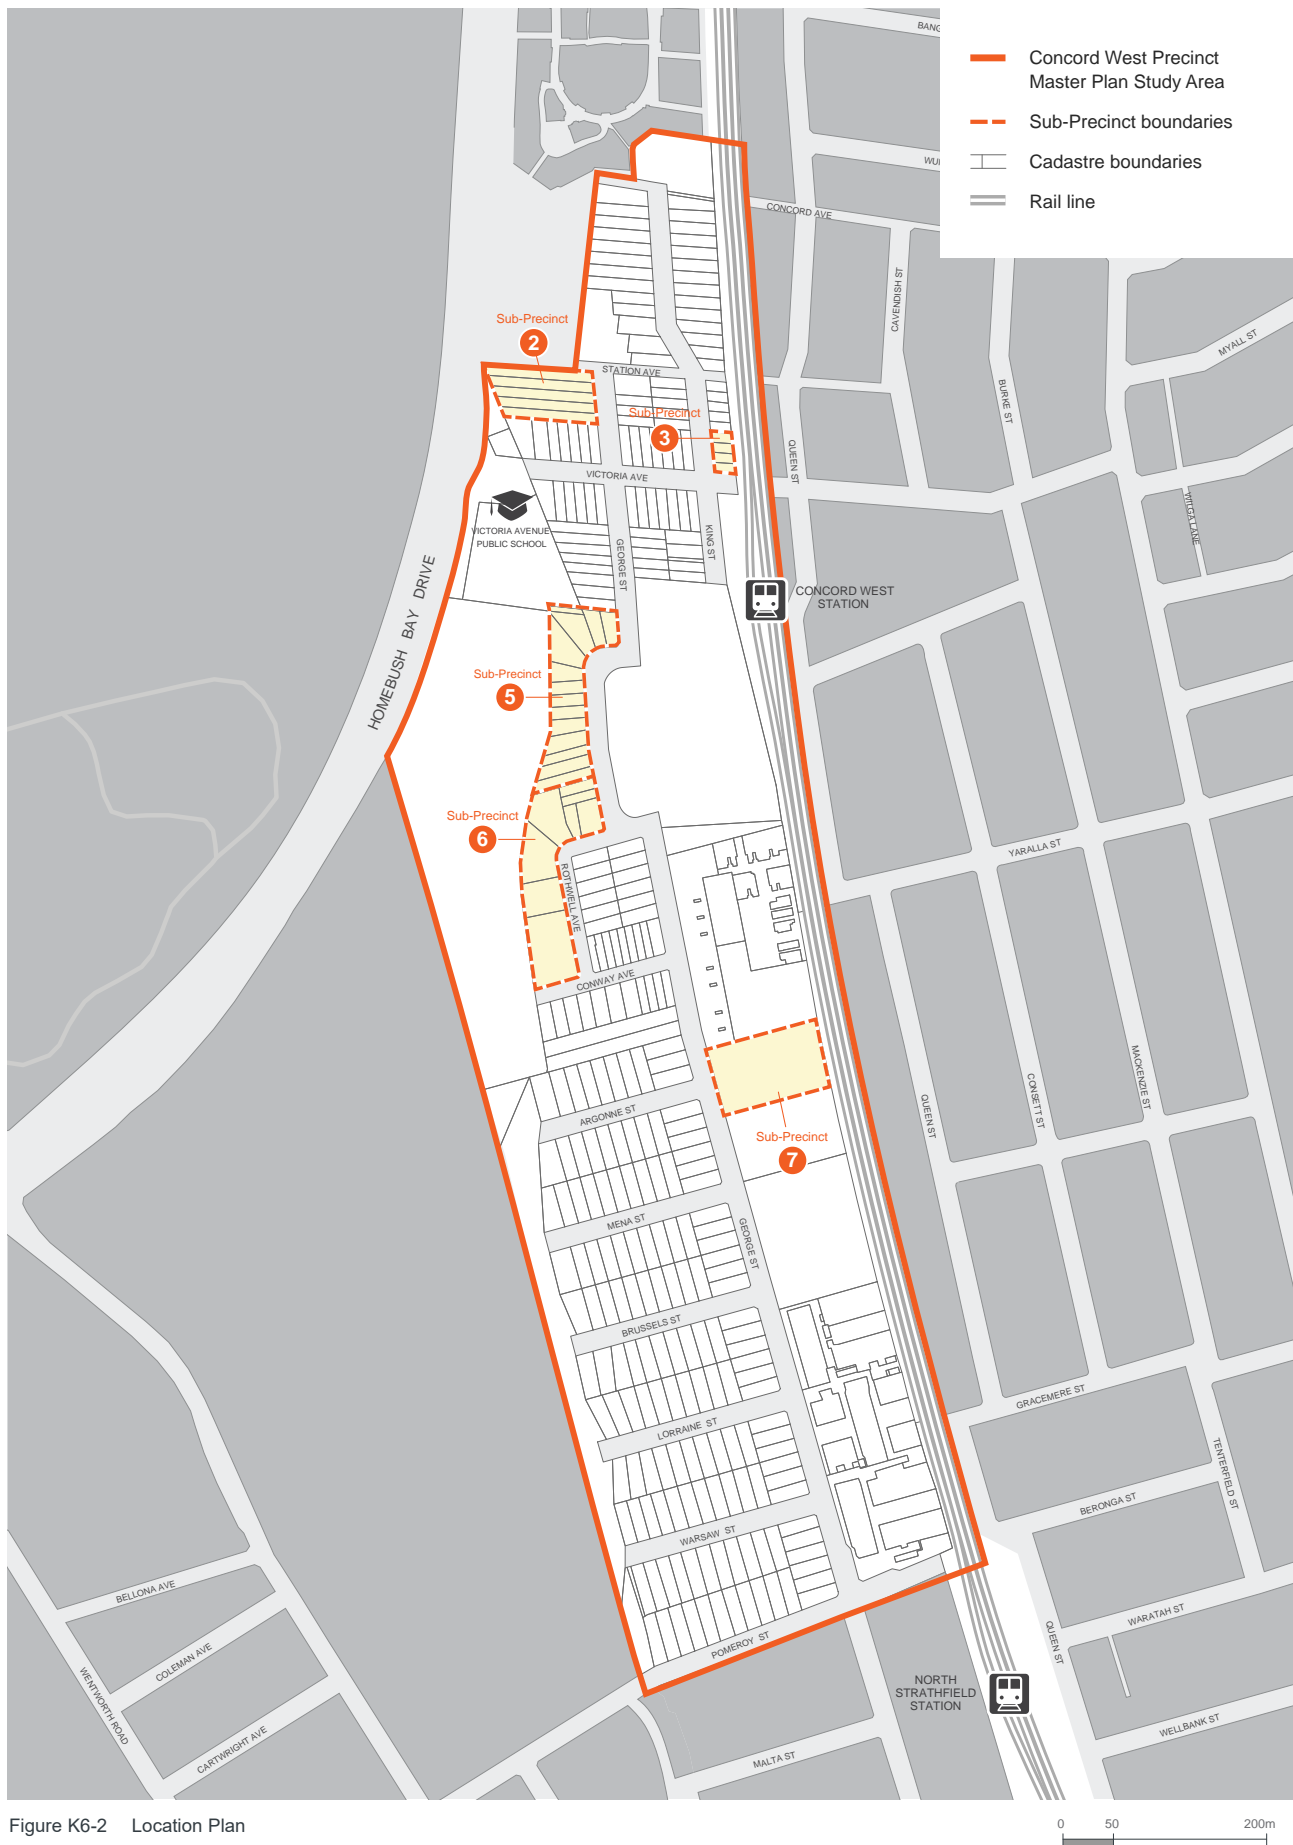 BANG
Concord West Precinct
Master Plan Study Area
Sub-Precinct boundaries
Cadastre boundaries
Rail line
CONCORD AVE
CAVENDISH ST
MYALL ST
BURKE ST
Sub-Precinct
2
STATION AVE
Sub-Precinct
3
QUEEN ST
VICTORIA AVE
WILGA LANE
VICTORIA AVENUE
PUBLIC SCHOOL
GEORGE ST
KING ST
HOMEBUSH BAY DRIVE
CONCORD WEST
STATION
Sub-Precinct
5
Sub-Precinct
6
YARALLA ST
ROTHWELL AVE
CONWAY AVE
ARGONNE ST
QUEEN ST
CONSETT ST
MACKENZIE ST
Sub-Precinct
7
MENA ST
GEORGE ST
BRUSSELS ST
GRACEMERE ST
LORRAINE ST
TENTERFIELD ST
BERONGA ST
WARSAW ST
BELLONA AVE
COLEMAN AVE
WENTWORTH ROAD
CARTWRIGHT AVE
POMEROY ST
QUEEN ST
WARATAH ST
NORTH
STRATHFIELD
STATION
WELLBANK ST
MALTA ST
Figure K6-2 Location Plan
0 50 200m